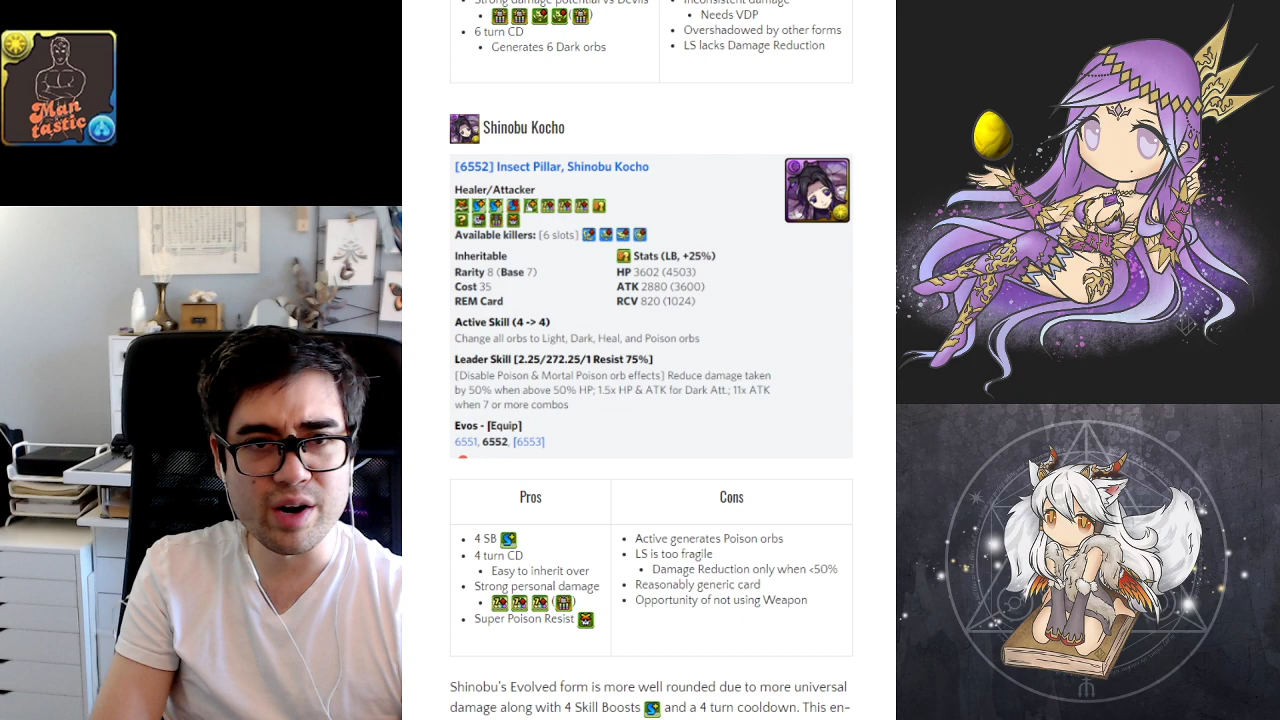 Man
tastic
Strong damage potential vs Devils
Inconsistent damage
Needs VDP
6 turn CD
Generates 6 Dark orbs
Overshadowed by other forms
LS lacks Damage Reduction
Shinobu Kocho
[6552] Insect Pillar, Shinobu Kocho
Healer/Attacker
Available killers: [6 slots]
Inheritable
Rarity 8 (Base 7)
Cost 35
REM Card
Stats (LB, +25%)
HP 3602 (4503)
ATK 2880 (3600)
RCV 820 (1024)
Active Skill (4 -> 4)
Change all orbs to Light, Dark, Heal, and Poison orbs
Leader Skill [2.25/272.25/1 Resist 75%]
[Disable Poison & Mortal Poison orb effects] Reduce damage taken
by 50% when above 50% HP; 1.5x HP & ATK for Dark Att.; 11x ATK
when 7 or more combos
Evos - [Equip]
6551, 6552, [6553]
Pros
Cons
4 SB
4 turn CD
Easy to inherit over
Strong personal damage
( )
Super Poison Resist
Active generates Poison orbs
LS is too fragile
Damage Reduction only when <50%
Reasonably generic card
Opportunity of not using Weapon
Shinobu's Evolved form is more well rounded due to more universal
damage along with 4 Skill Boosts and a 4 turn cooldown. This en-